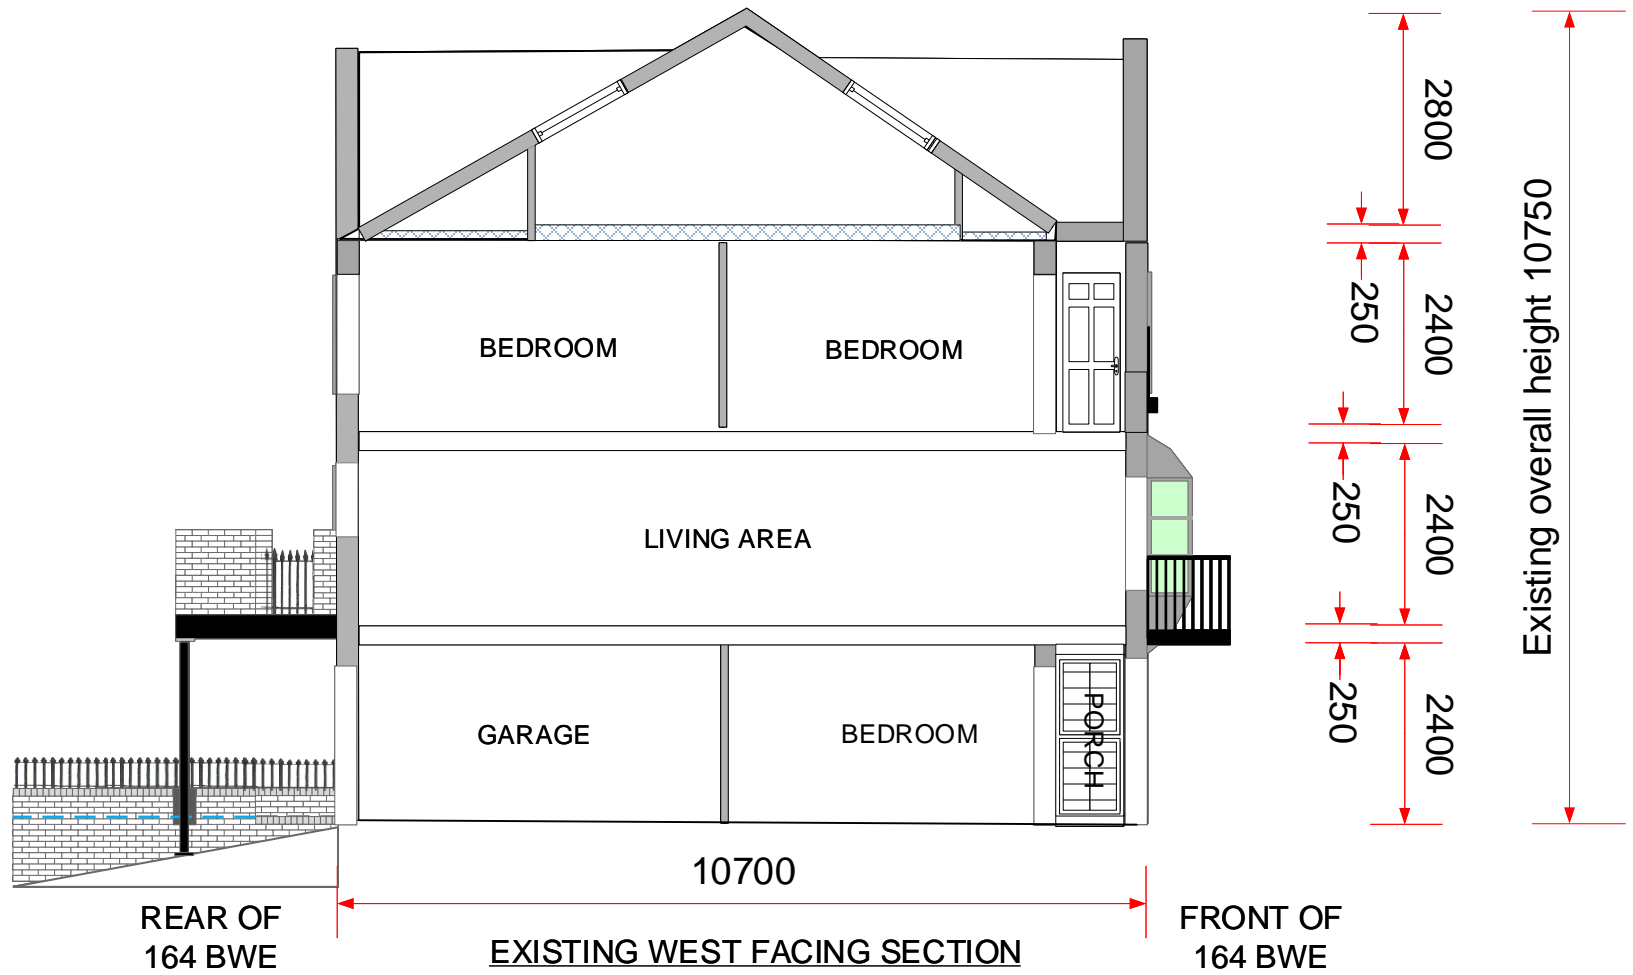 2800
250
2400
BEDROOM
BEDROOM
Existing overall height 10750
250
2400
LIVING AREA
250
2400
GARAGE
BEDROOM
PORCH
10700
REAR OF
164 BWE
EXISTING WEST FACING SECTION
FRONT OF
164 BWE